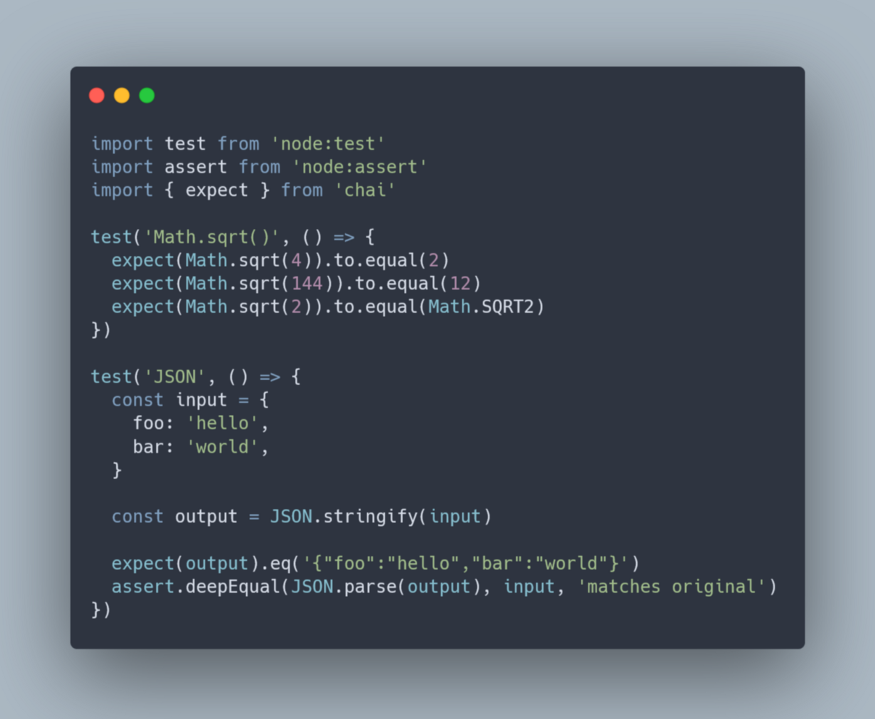 import test from 'node:test'
import assert from 'node:assert'
import { expect } from 'chai'

test('Math.sqrt()', () => {
  expect(Math.sqrt(4)).to.equal(2)
  expect(Math.sqrt(144)).to.equal(12)
  expect(Math.sqrt(2)).to.equal(Math.SQRT2)
})

test('JSON', () => {
  const input = {
    foo: 'hello',
    bar: 'world',
  }

  const output = JSON.stringify(input)

  expect(output).eq('{"foo":"hello","bar":"world"}')
  assert.deepEqual(JSON.parse(output), input, 'matches original')
})